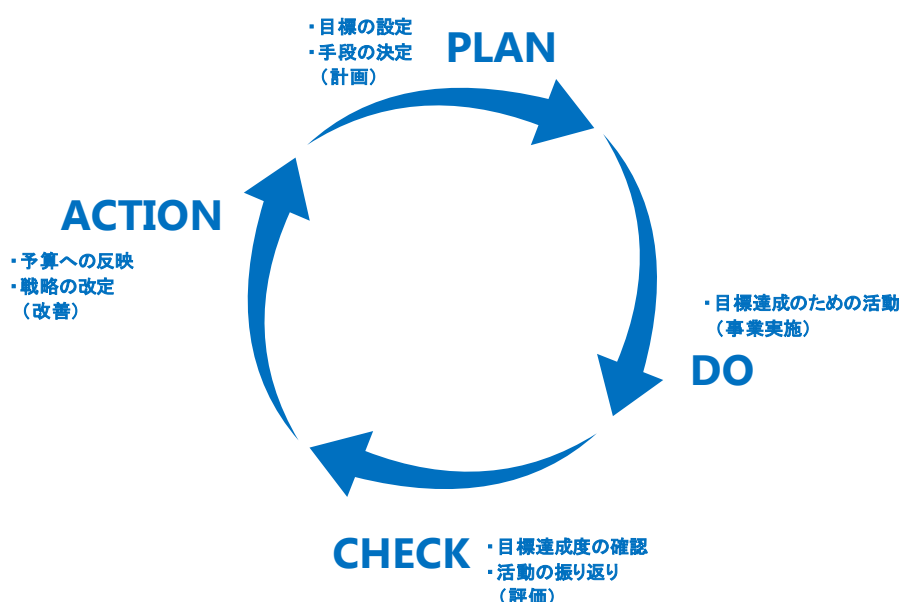 ・目標の設定
・手段の決定
（計画）
PLAN
・目標達成のための活動
（事業実施）
DO
CHECK
・目標達成度の確認
・活動の振り返り
（評価）
ACTION
・予算への反映
・戦略の改定
（改善）